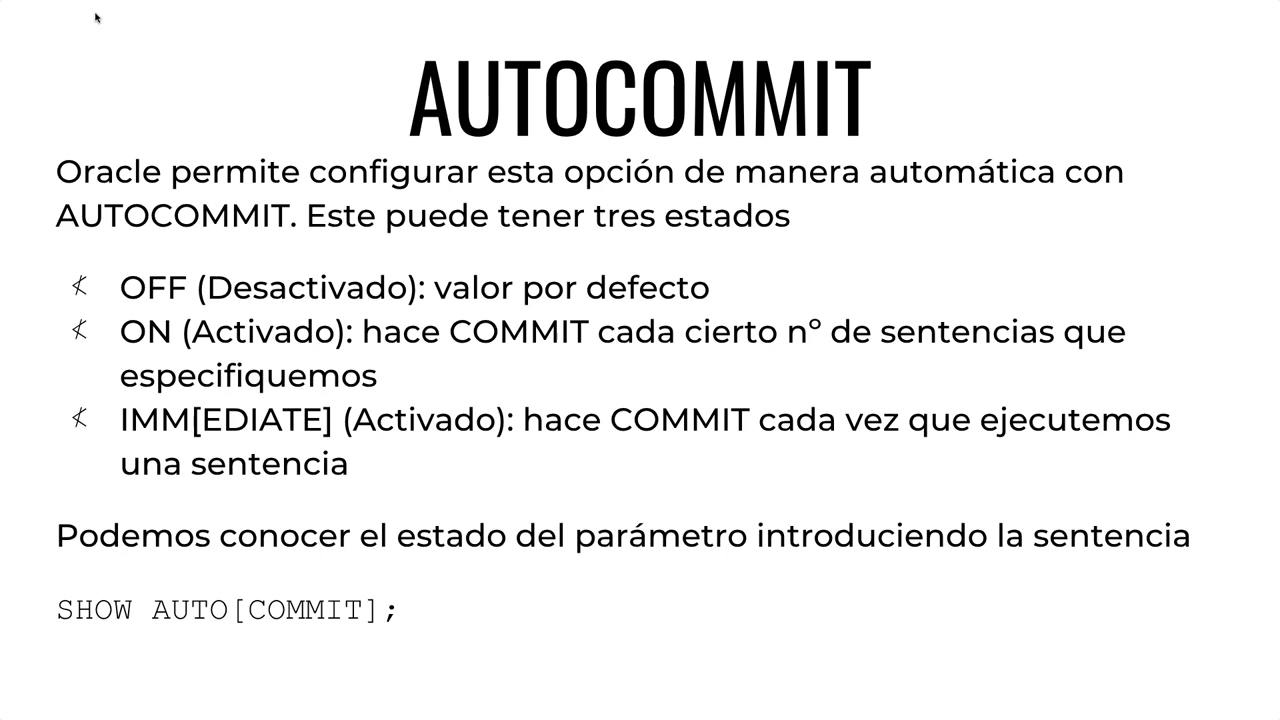 AUTOCOMMIT
Oracle permite configurar esta opción de manera automática con
AUTOCOMMIT. Este puede tener tres estados
OFF (Desactivado): valor por defecto
ON (Activado): hace COMMIT cada cierto nº de sentencias que
especifiquemos
IMM[EDIATE] (Activado): hace COMMIT cada vez que ejecutemos
una sentencia
Podemos conocer el estado del parámetro introduciendo la sentencia
SHOW AUTO[COMMIT];